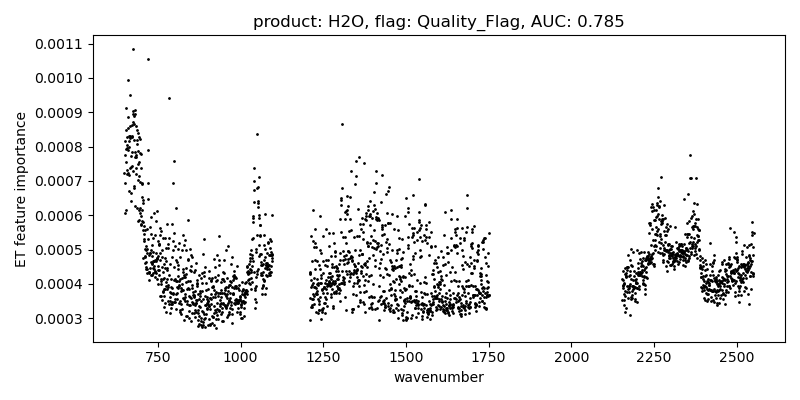 product: H2O, flag: Quality_Flag, AUC: 0.785
0.0011
0.0010
0.0009
0.0008
0.0007
0.0006
0.0005
0.0004
0.0003
ET feature importance
750 1000 1250 1500 1750 2000 2250 2500
wavenumber